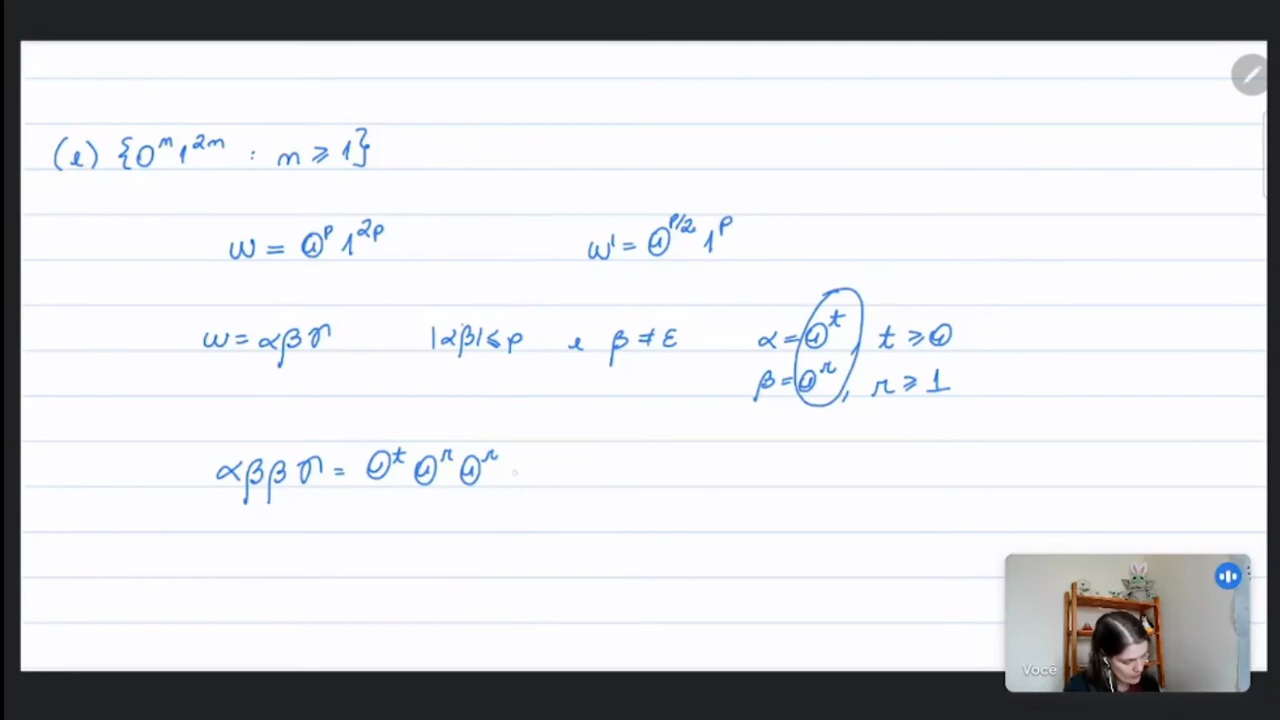 (e) {0^n 1^{2n} : n ≥ 1}
w = 0^p 1^{2p} w' = 0^{p/2} 1^p
w = αβγ |αβ| ≤ p e β ≠ ε α = 0^t, t ≥ 0
β = 0^r, r ≥ 1
αββγ = 0^t 0^r 0^r
Você